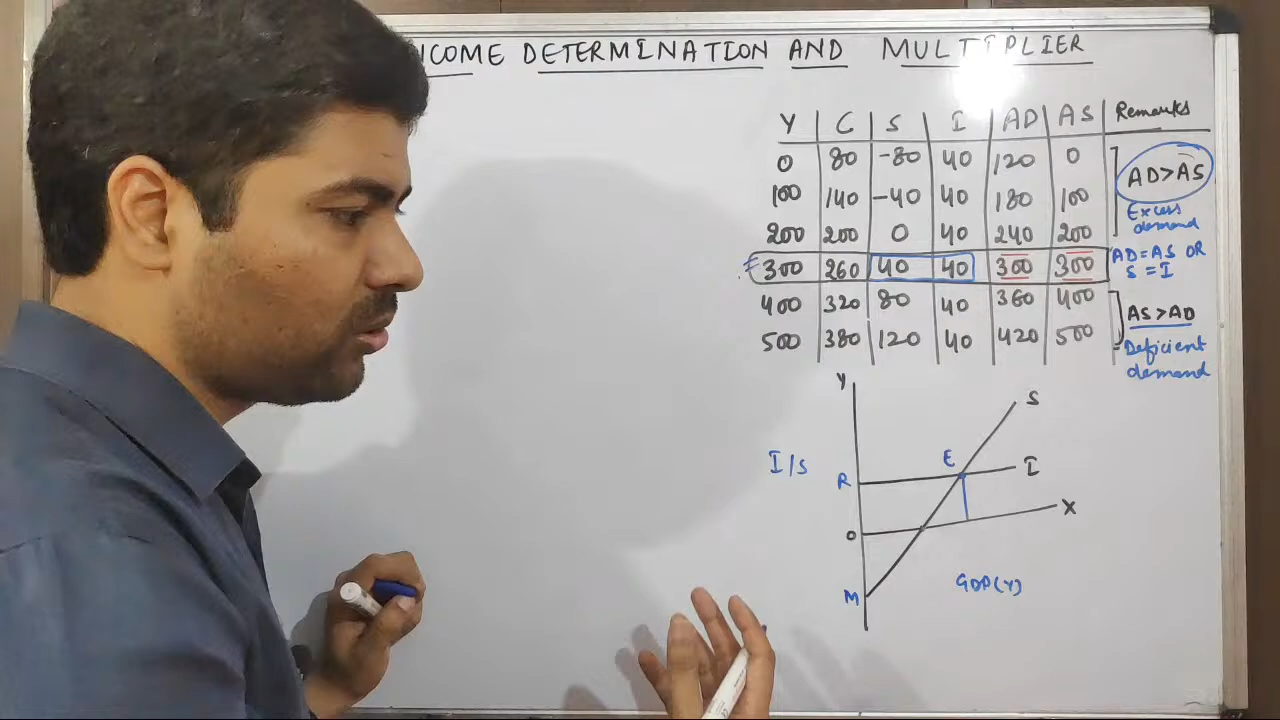 NCOME DETERMINATION AND MULTIPLIER
Y C S I AD AS Remarks
0 80 -80 40 120 0 AD>AS
100 140 -40 40 180 100 Excess demand
200 200 0 40 240 200
300 260 40 40 300 300 AD=AS OR S=I
400 320 80 40 360 400 AS>AD
500 380 120 40 420 500 Deficient demand
Y
S
I/S
E
I
R
X
O
GDP(Y)
M